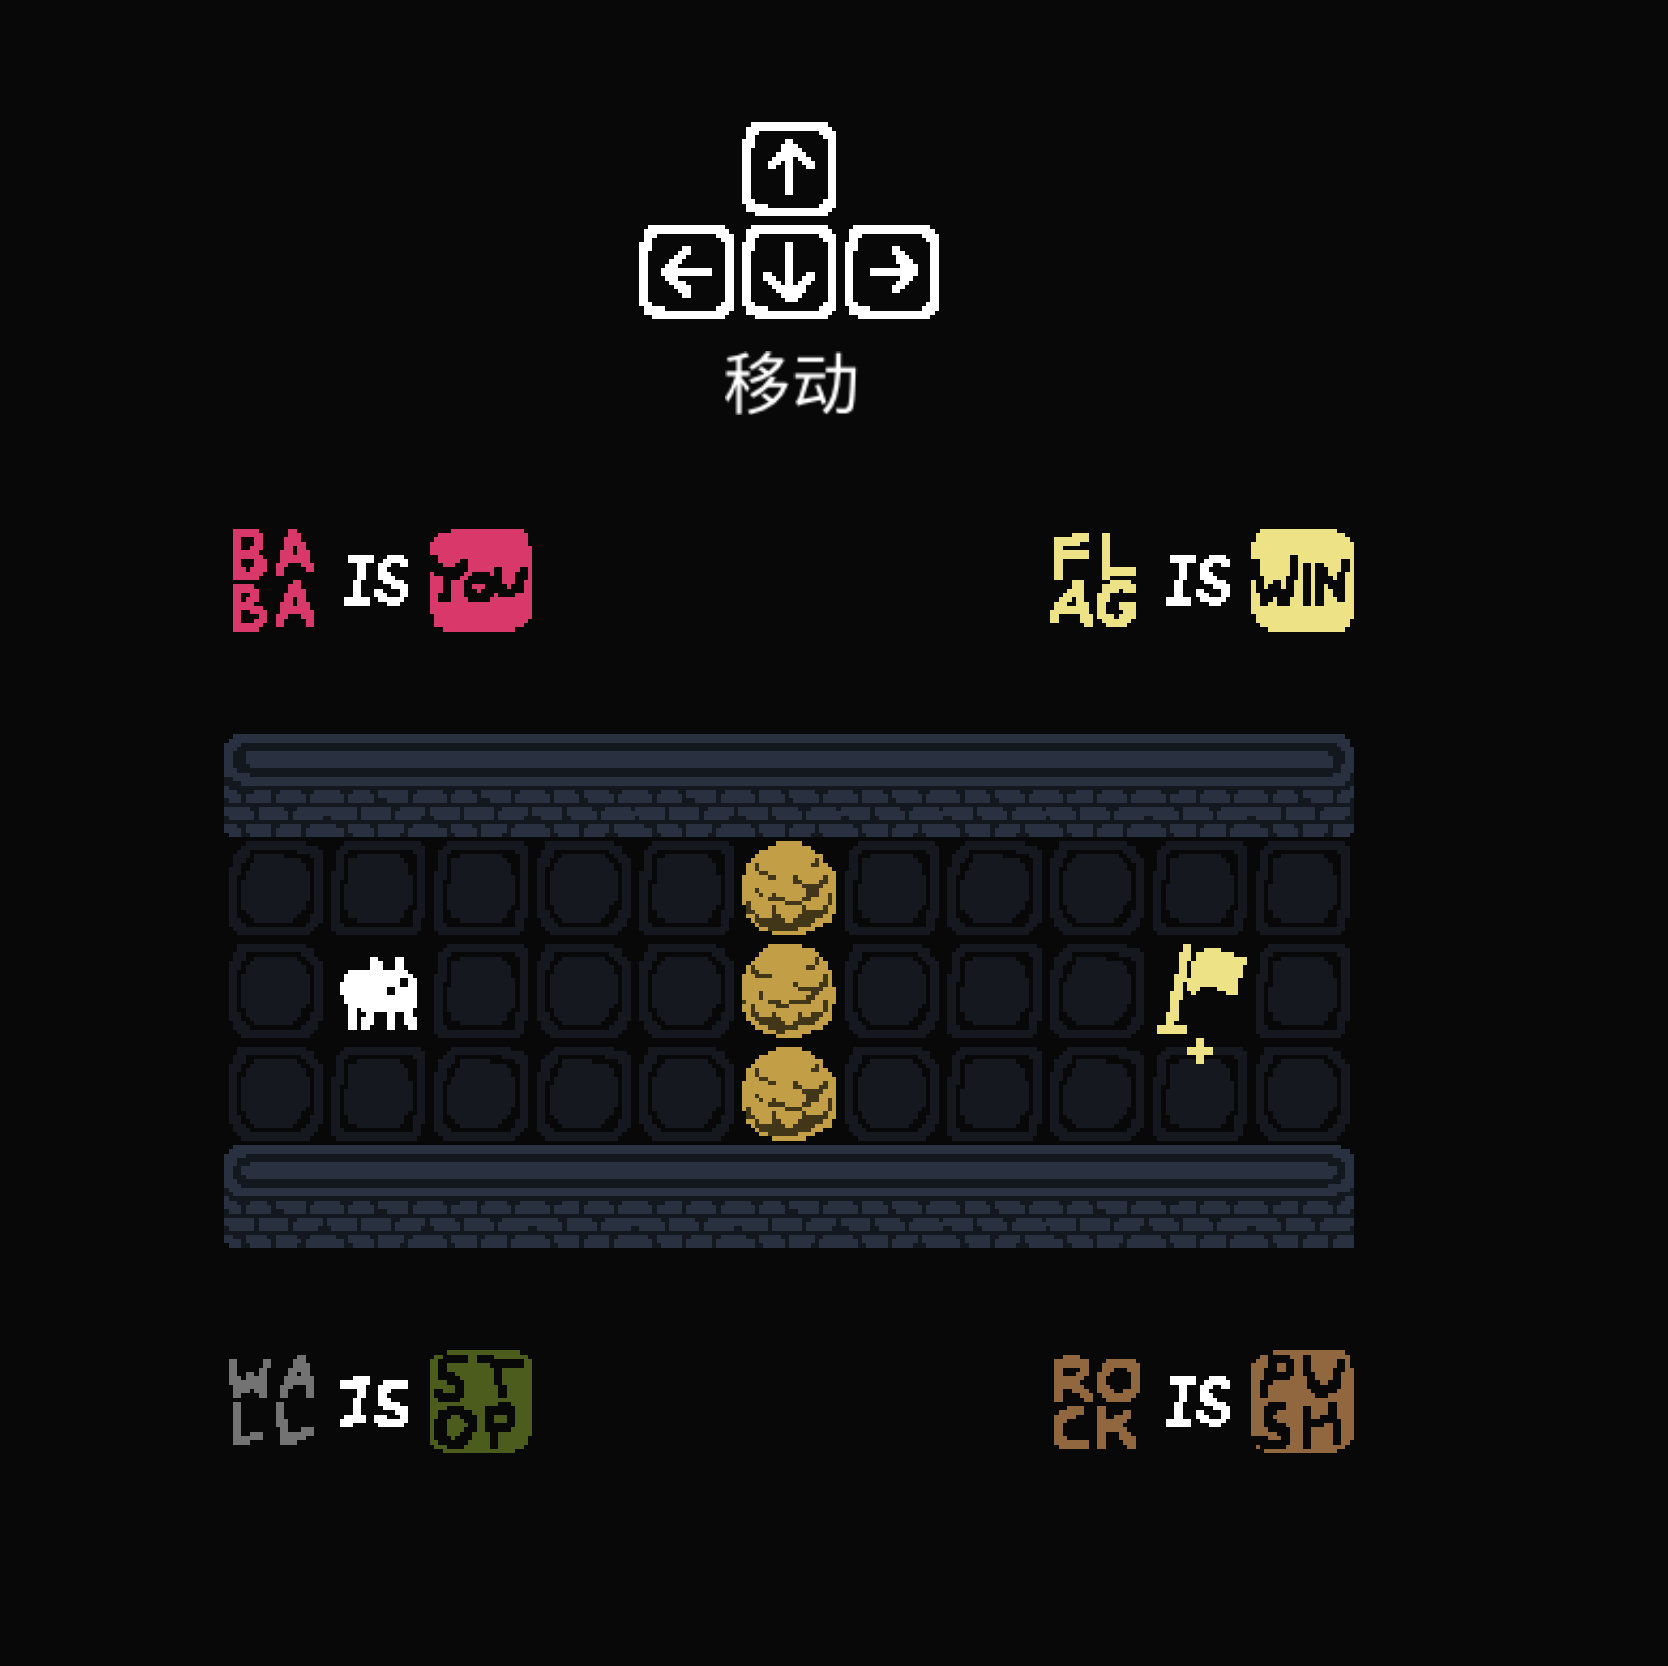 移动
BABA IS YOU
FLAG IS WIN
WALL IS STOP
ROCK IS PUSH